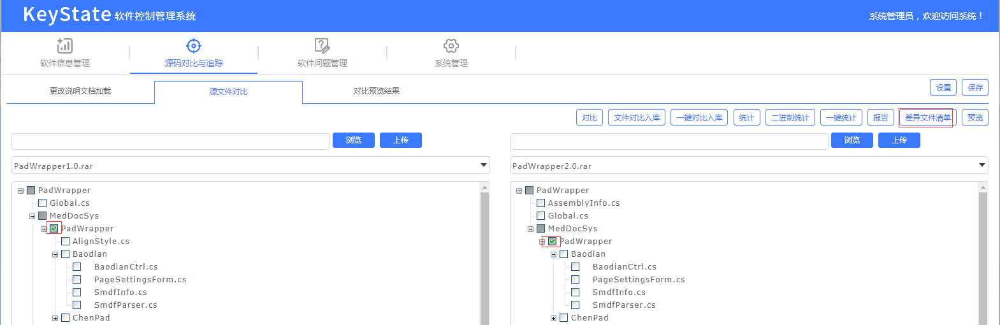 KeyState 软件控制管理系统
系统管理员，欢迎访问系统！
软件信息管理 源码对比与追踪 软件问题管理 系统管理
更改说明文档加载 源文件对比 对比预览结果 设置 保存
对比 文件对比入库 一键对比入库 统计 二进制统计 一键统计 报告 差异文件清单 预览
浏览 上传 浏览 上传
PadWrapper1.0.rar
PadWrapper
Global.cs
MedDocSys
PadWrapper
AlignStyle.cs
Baodian
BaodianCtrl.cs
PageSettingsForm.cs
SmdfInfo.cs
SmdfParser.cs
ChenPad
PadWrapper2.0.rar
PadWrapper
AssemblyInfo.cs
Global.cs
MedDocSys
PadWrapper
Baodian
BaodianCtrl.cs
PageSettingsForm.cs
SmdfInfo.cs
SmdfParser.cs
ChenPad